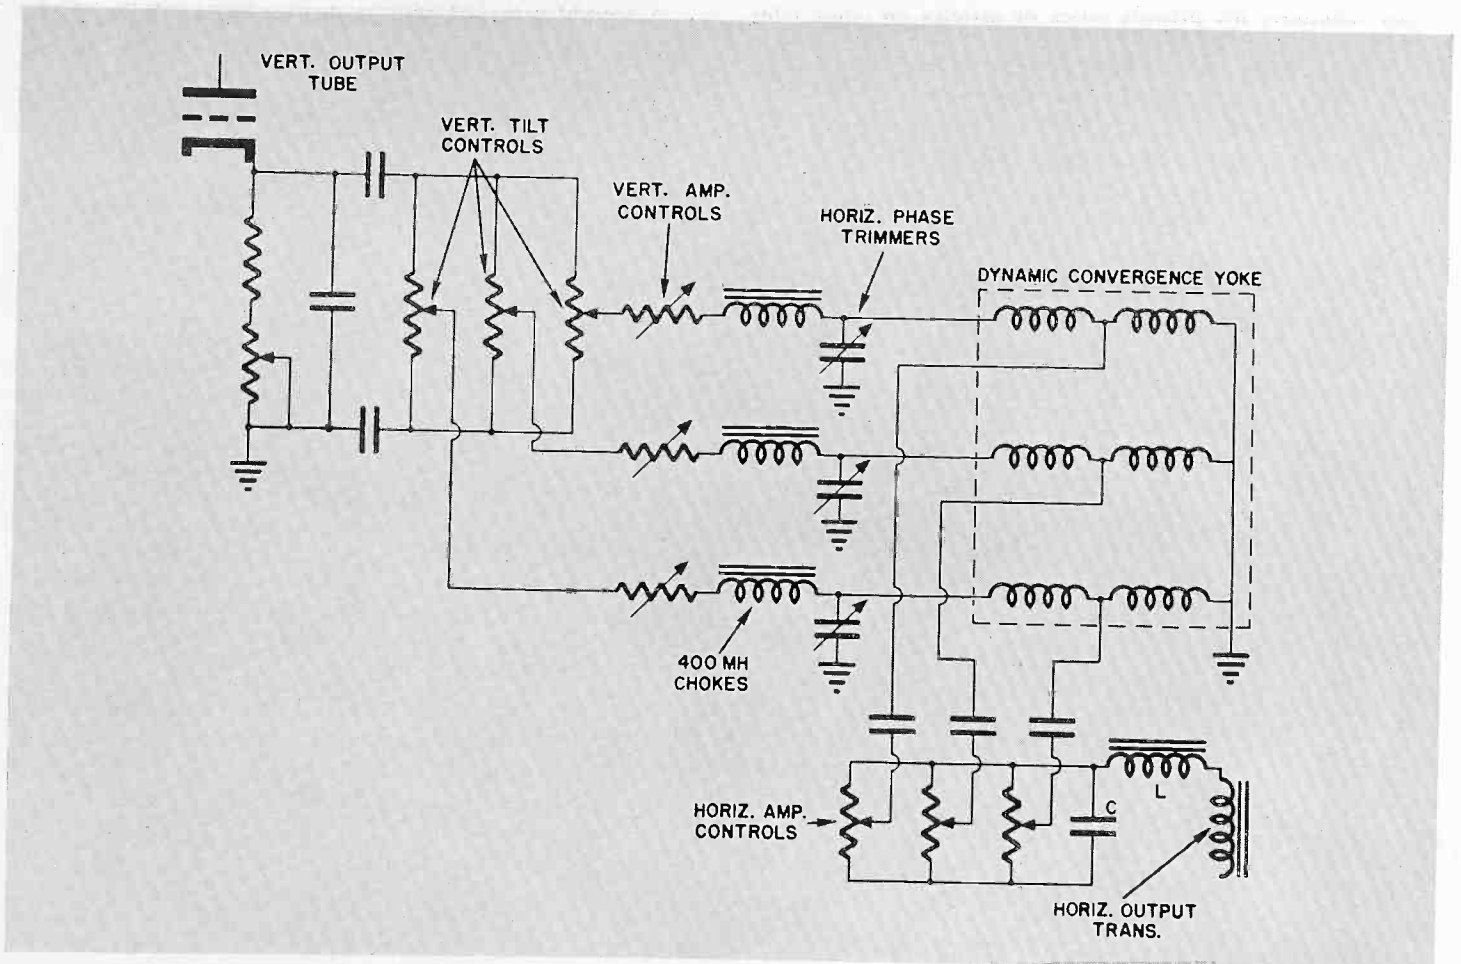 VERT. OUTPUT
TUBE
VERT. TILT
CONTROLS
VERT. AMP.
CONTROLS
HORIZ. PHASE
TRIMMERS
DYNAMIC CONVERGENCE YOKE
400 MH
CHOKES
HORIZ. AMP.
CONTROLS
C
L
HORIZ. OUTPUT
TRANS.